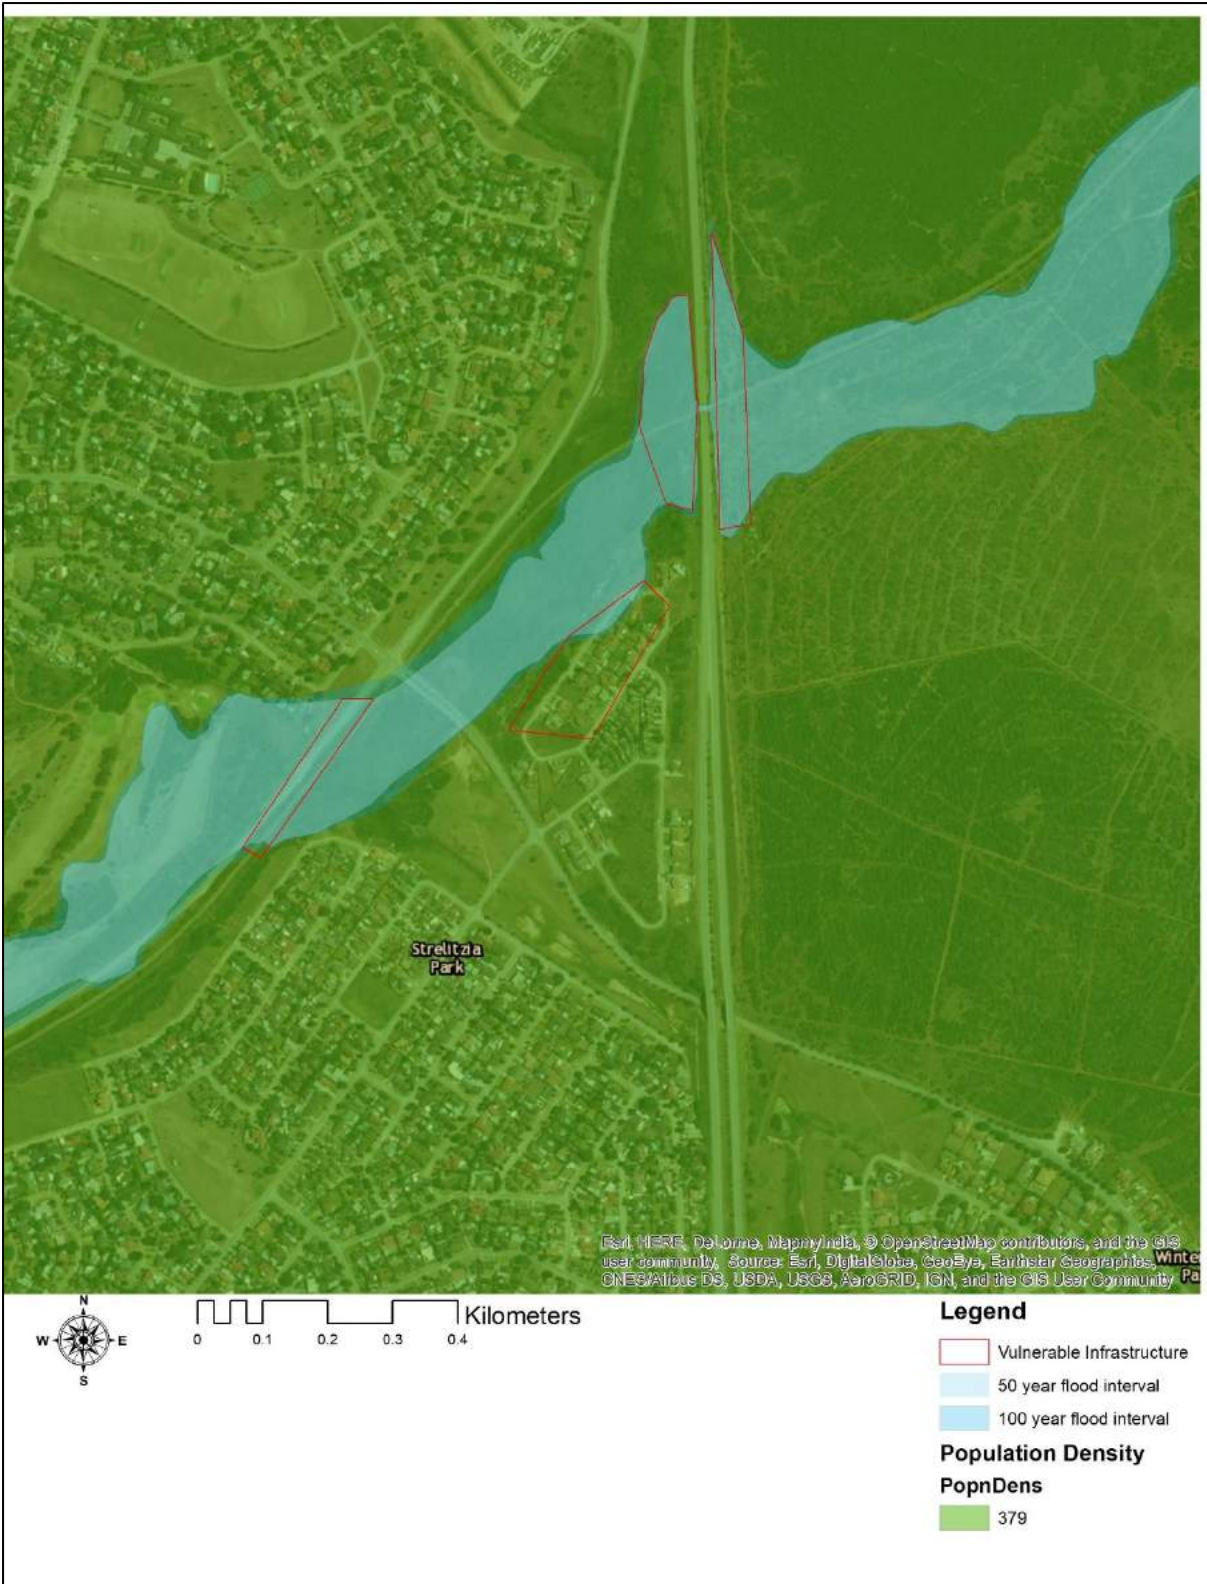 Strelitzia
Park
Esri, HERE, DeLorme, MapmyIndia, © OpenStreetMap contributors, and the GIS
user community, Source: Esri, DigitalGlobe, GeoEye, Earthstar Geographics,
CNES/Airbus DS, USDA, USGS, AeroGRID, IGN, and the GIS User Community
Winte
Pa
N
W E
S
Kilometers
0 0.1 0.2 0.3 0.4
Legend
Vulnerable Infrastructure
50 year flood interval
100 year flood interval
Population Density
PopnDens
379